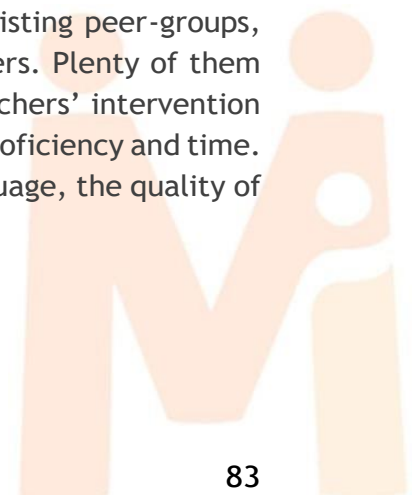 isting peer-groups,
ers. Plenty of them
chers' intervention
oficiency and time.
uage, the quality of
83